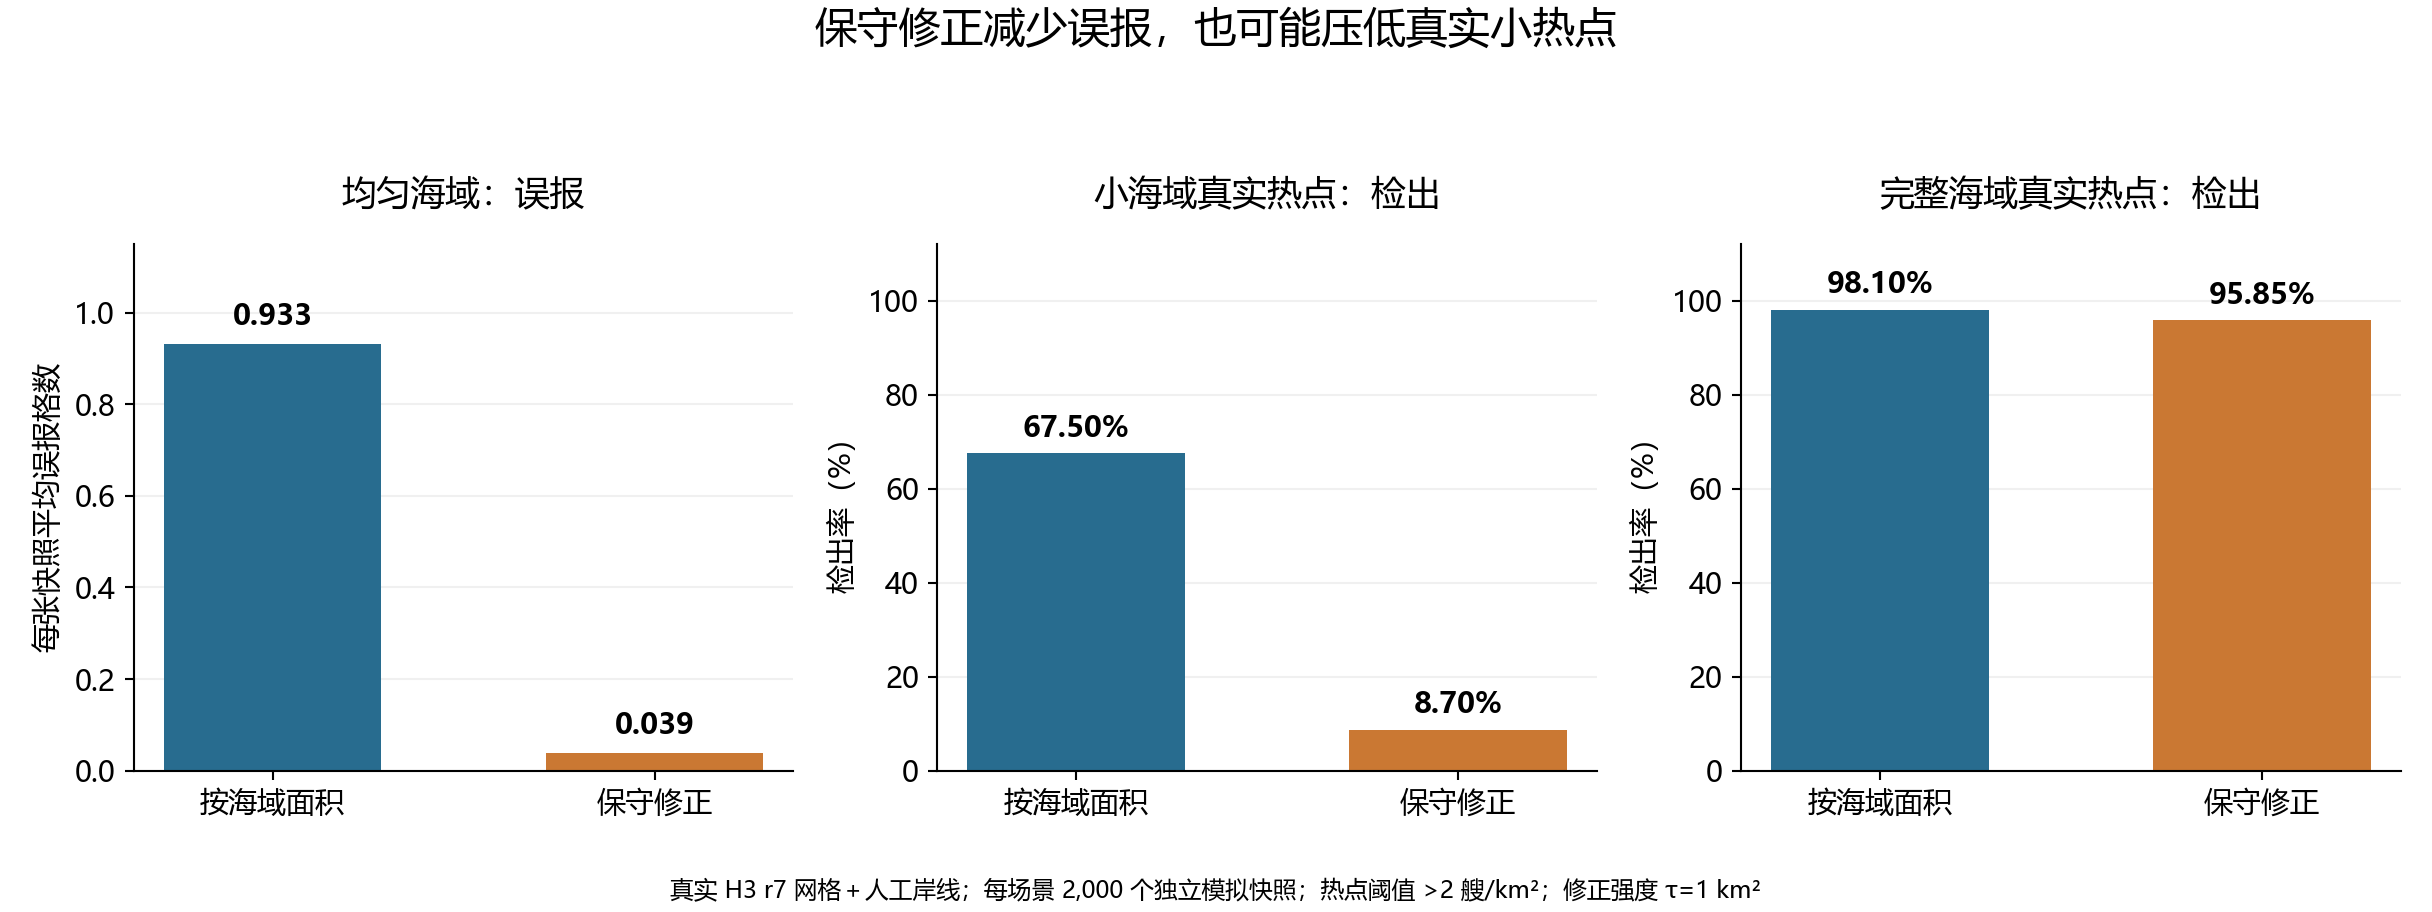 保守修正减少误报，也可能压低真实小热点
均匀海域：误报
每张快照平均误报格数
1.0
0.8
0.6
0.4
0.2
0.0
0.933
0.039
按海域面积
保守修正
小海域真实热点：检出
检出率（%）
100
80
60
40
20
0
67.50%
8.70%
按海域面积
保守修正
完整海域真实热点：检出
检出率（%）
100
80
60
40
20
0
98.10%
95.85%
按海域面积
保守修正
真实 H3 r7 网格＋人工岸线；每场景 2,000 个独立模拟快照；热点阈值 >2 艘/km²；修正强度 τ=1 km²